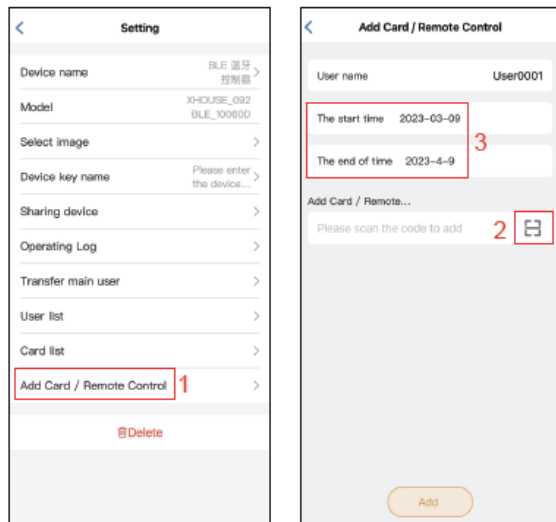 Setting
Device name
BLE 蓝牙
控制器
Model
XHOUSE_092
BLE_10060D
Select image
Device key name
Please enter
the device...
Sharing device
Operating Log
Transfer main user
User list
Card list
Add Card / Remote Control
1
Delete
Add Card / Remote Control
User name
User0001
The start time 2023-03-09
3
The end of time 2023-4-9
Add Card / Remote...
Please scan the code to add
2
Add